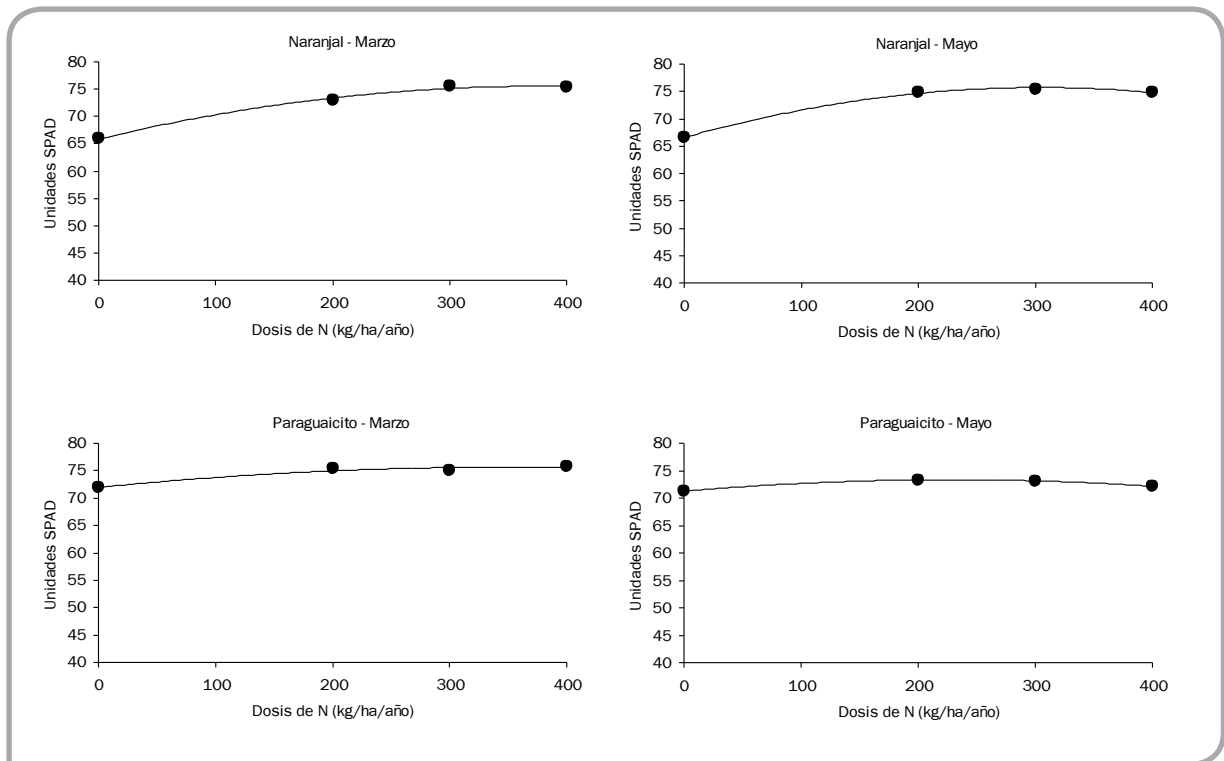 Naranjal - Marzo
80
75
70
65
60
55
50
45
40
Unidades SPAD
0 100 200 300 400
Dosis de N (kg/ha/año)
Naranjal - Mayo
80
75
70
65
60
55
50
45
40
Unidades SPAD
0 100 200 300 400
Dosis de N (kg/ha/año)
Paraguaicito - Marzo
80
75
70
65
60
55
50
45
40
Unidades SPAD
0 100 200 300 400
Dosis de N (kg/ha/año)
Paraguaicito - Mayo
80
75
70
65
60
55
50
45
40
Unidades SPAD
0 100 200 300 400
Dosis de N (kg/ha/año)